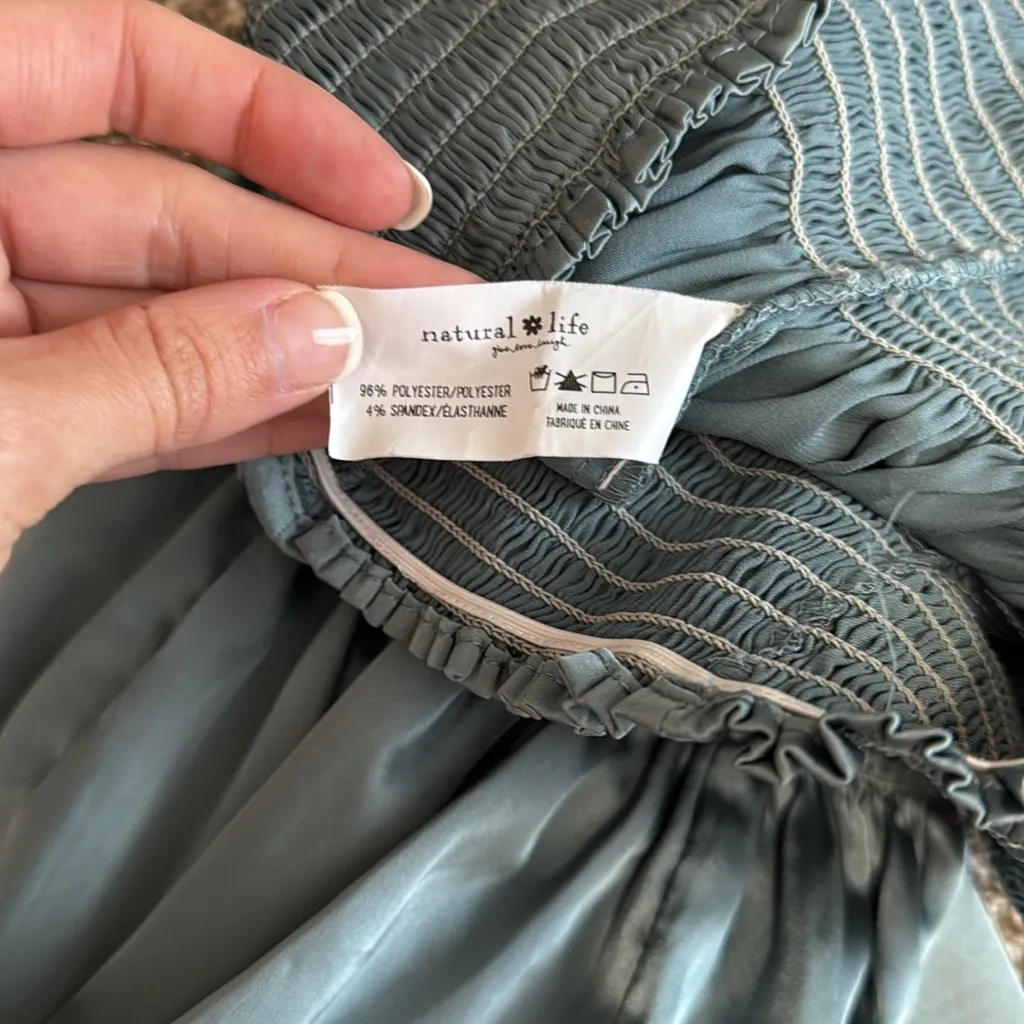 natural life
give.love.laugh.
96% POLYESTER/POLYESTER
4% SPANDEX/ÉLASTHANNE
MADE IN CHINA
FABRIQUÉ EN CHINE